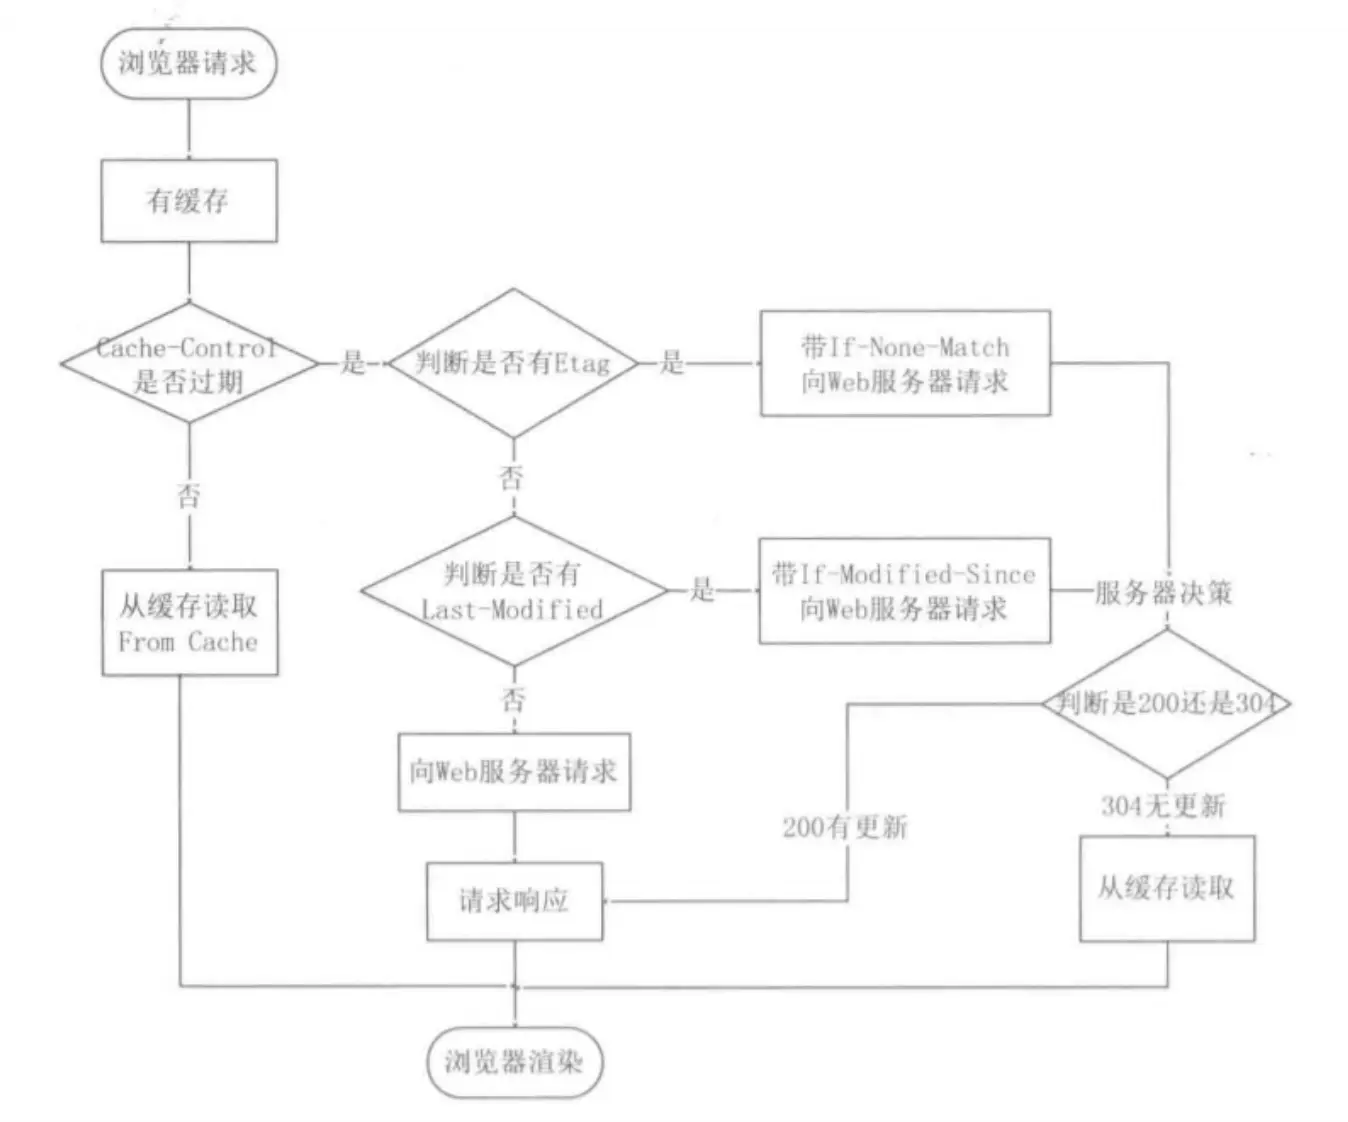 浏览器请求
有缓存
Cache-Control
是否过期
是
判断是否有Etag
是
带If-None-Match
向Web服务器请求
否
否
从缓存读取
From Cache
判断是否有
Last-Modified
是
带If-Modified-Since
向Web服务器请求
服务器决策
否
判断是200还是304
向Web服务器请求
200有更新
304无更新
请求响应
从缓存读取
浏览器渲染